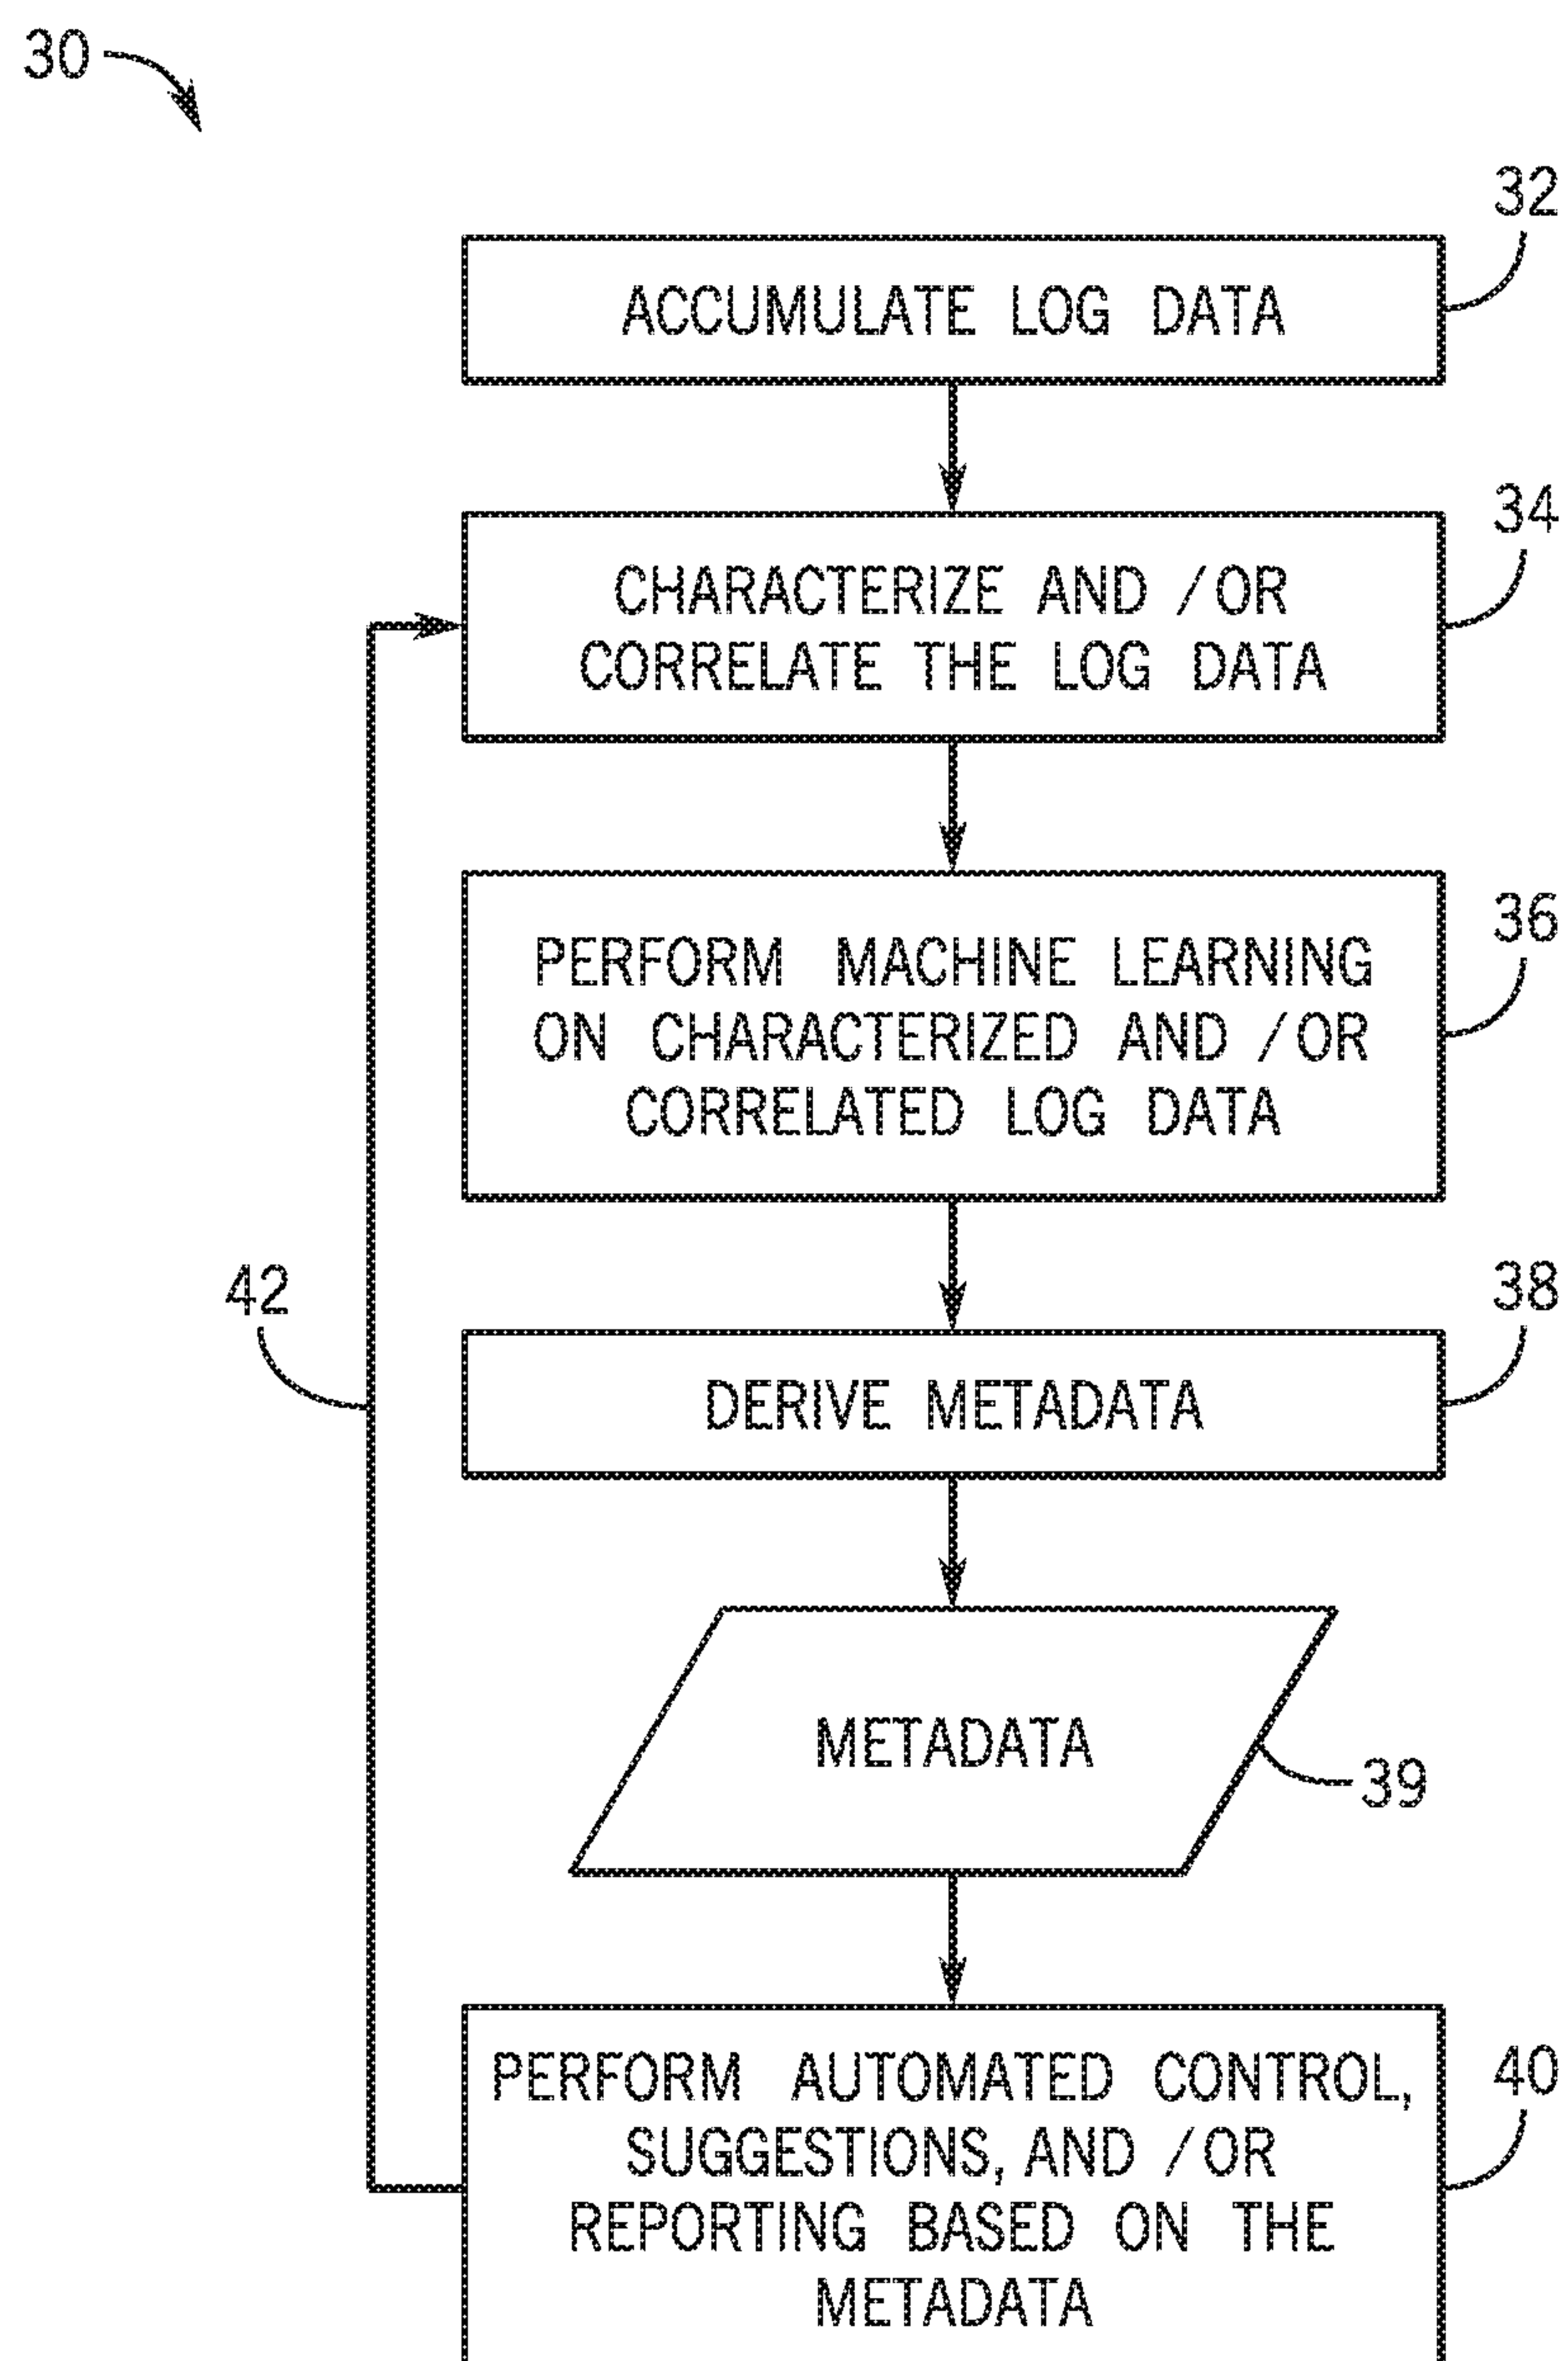 30
32
ACCUMULATE LOG DATA
34
CHARACTERIZE AND /OR
CORRELATE THE LOG DATA
36
PERFORM MACHINE LEARNING
ON CHARACTERIZED AND /OR
CORRELATED LOG DATA
42
38
DERIVE METADATA
METADATA
39
40
PERFORM AUTOMATED CONTROL,
SUGGESTIONS, AND /OR
REPORTING BASED ON THE
METADATA